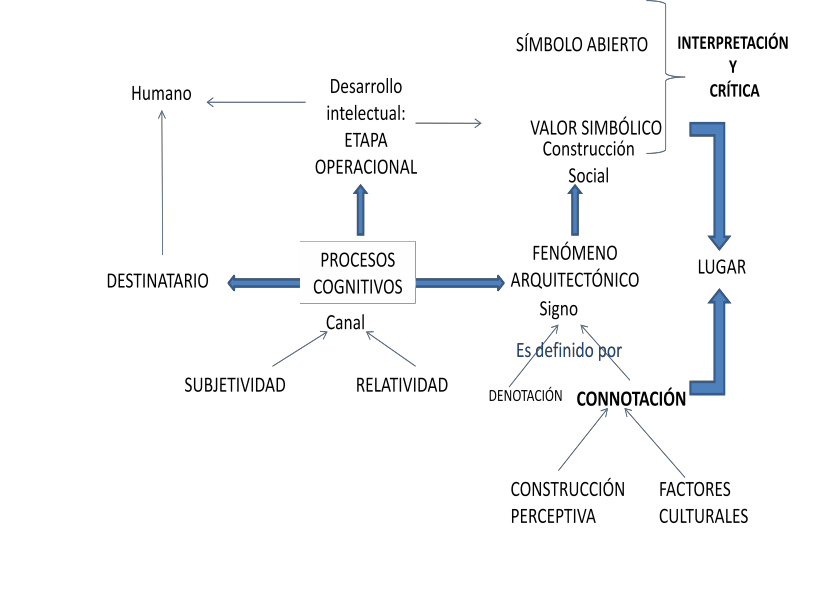 SÍMBOLO ABIERTO
INTERPRETACIÓN
Y
CRÍTICA
Humano
Desarrollo
intelectual:
ETAPA
OPERACIONAL
VALOR SIMBÓLICO
Construcción
Social
PROCESOS
COGNITIVOS
Canal
DESTINATARIO
FENÓMENO
ARQUITECTÓNICO
Signo
LUGAR
Es definido por
SUBJETIVIDAD
RELATIVIDAD
DENOTACIÓN
CONNOTACIÓN
CONSTRUCCIÓN
PERCEPTIVA
FACTORES
CULTURALES